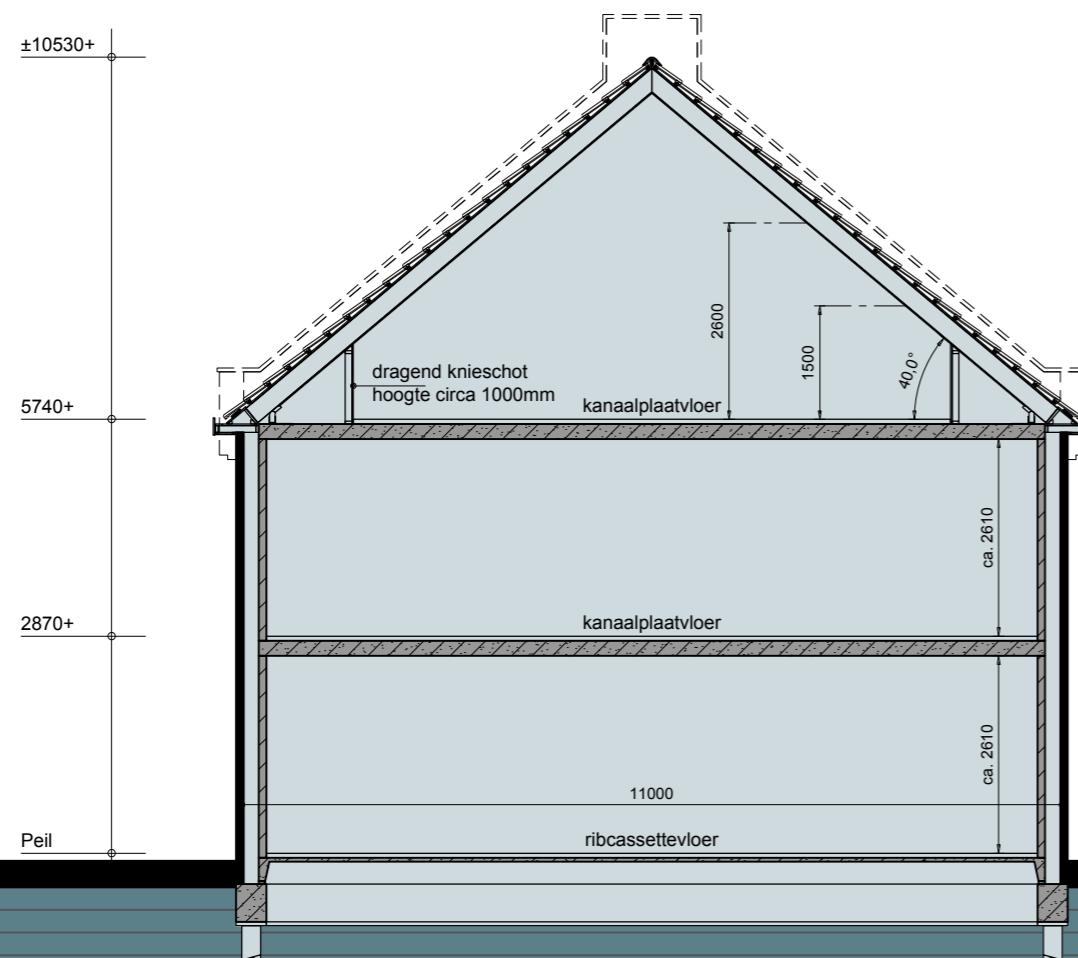 ±10530+
2600
1500
40,0°
dragend knieschot
hoogte circa 1000mm
5740+
kanaalplaatvloer
ca. 2610
2870+
kanaalplaatvloer
ca. 2610
11000
Peil
ribcassettevloer